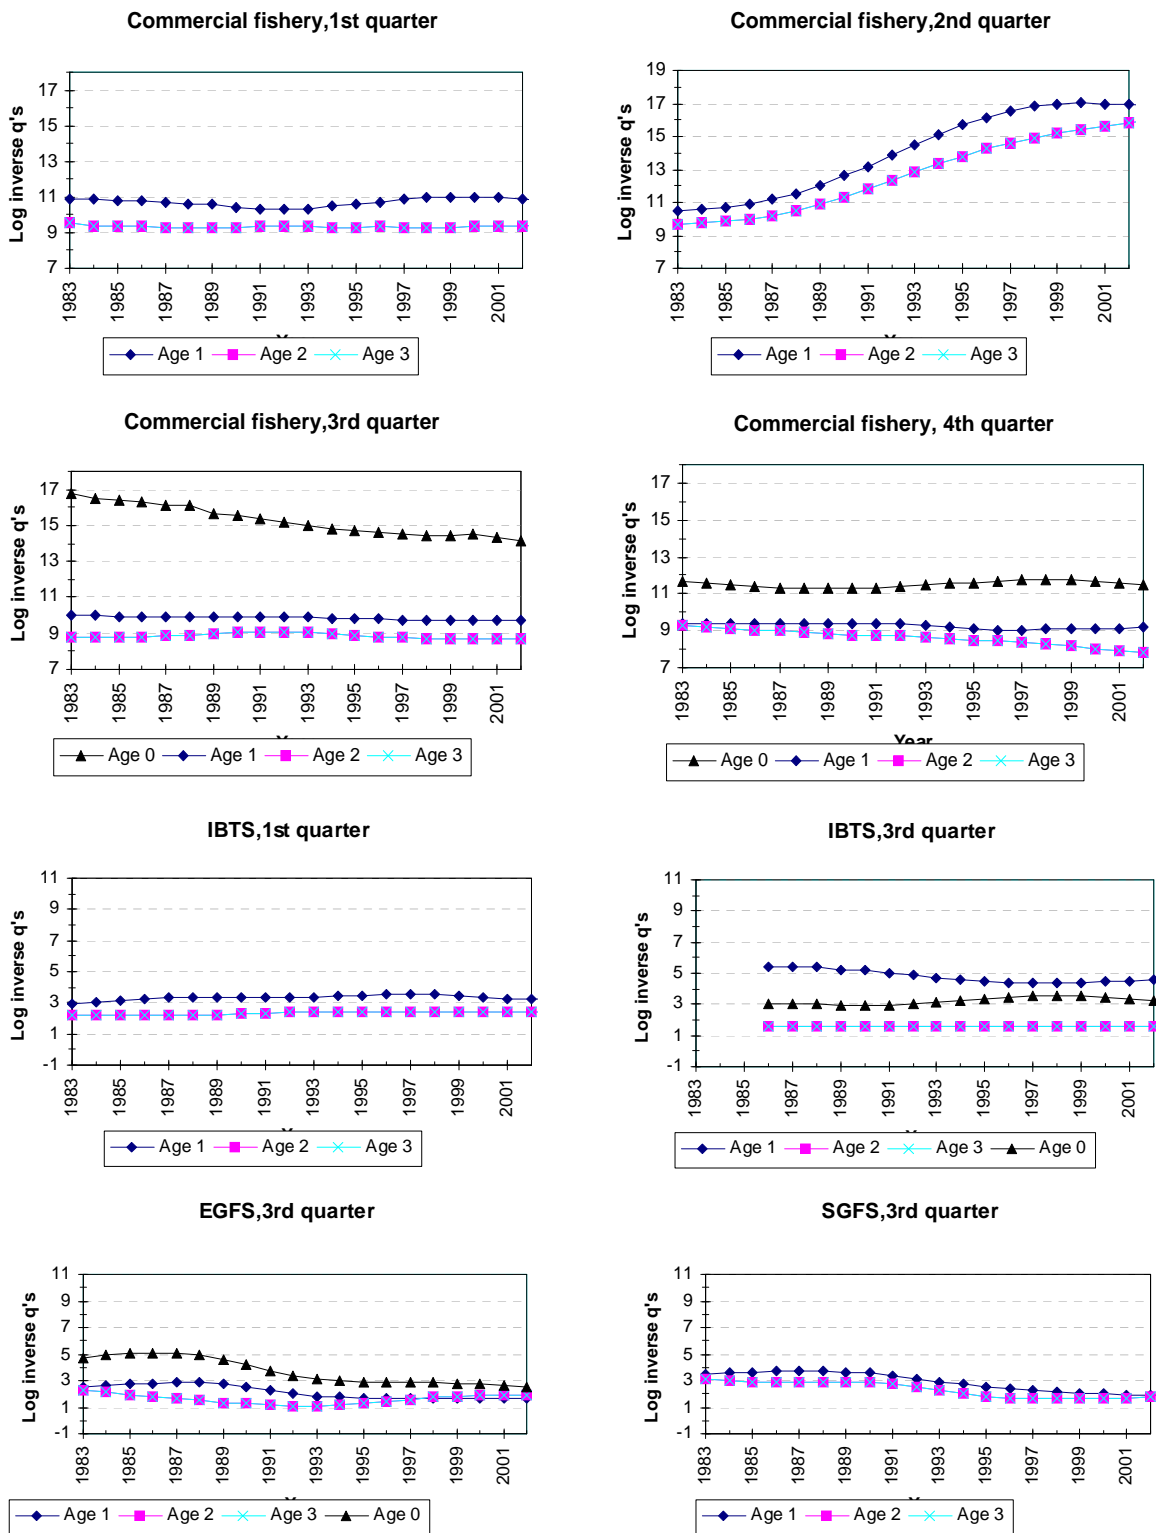 Commercial fishery,1st quarter
Log inverse q's
17
15
13
11
9
7
1983
1985
1987
1989
1991
1993
1995
1997
1999
2001
Age 1
Age 2
Age 3
Commercial fishery,2nd quarter
Log inverse q's
19
17
15
13
11
9
7
1983
1985
1987
1989
1991
1993
1995
1997
1999
2001
Age 1
Age 2
Age 3
Commercial fishery,3rd quarter
Log inverse q's
17
15
13
11
9
7
1983
1985
1987
1989
1991
1993
1995
1997
1999
2001
Age 0
Age 1
Age 2
Age 3
Commercial fishery, 4th quarter
Log inverse q's
17
15
13
11
9
7
1983
1985
1987
1989
1991
1993
1995
1997
1999
2001
Year
Age 0
Age 1
Age 2
Age 3
IBTS,1st quarter
Log inverse q's
11
9
7
5
3
1
-1
1983
1985
1987
1989
1991
1993
1995
1997
1999
2001
Age 1
Age 2
Age 3
IBTS,3rd quarter
Log inverse q's
11
9
7
5
3
1
-1
1983
1985
1987
1989
1991
1993
1995
1997
1999
2001
Age 1
Age 2
Age 3
Age 0
EGFS,3rd quarter
Log inverse q's
11
9
7
5
3
1
-1
1983
1985
1987
1989
1991
1993
1995
1997
1999
2001
Age 1
Age 2
Age 3
Age 0
SGFS,3rd quarter
Log inverse q's
11
9
7
5
3
1
-1
1983
1985
1987
1989
1991
1993
1995
1997
1999
2001
Age 1
Age 2
Age 3